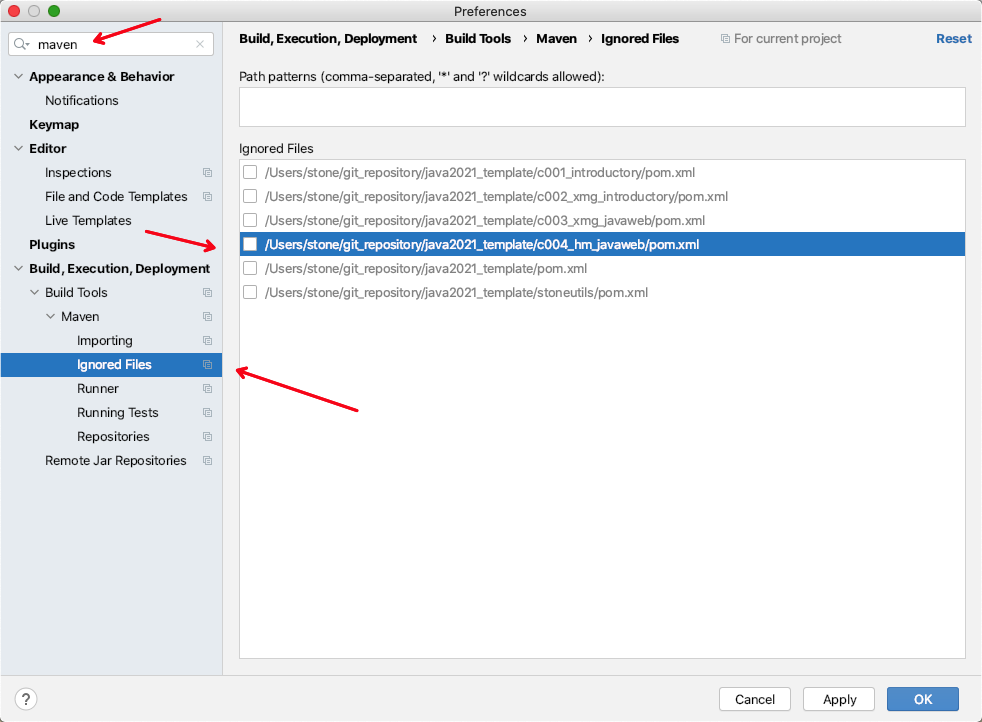 Preferences
maven
Appearance & Behavior
Notifications
Keymap
Editor
Inspections
File and Code Templates
Live Templates
Plugins
Build, Execution, Deployment
Build Tools
Maven
Importing
Ignored Files
Runner
Running Tests
Repositories
Remote Jar Repositories
Build, Execution, Deployment › Build Tools › Maven › Ignored Files For current project Reset
Path patterns (comma-separated, '*' and '?' wildcards allowed):
Ignored Files
/Users/stone/git_repository/java2021_template/c001_introductory/pom.xml
/Users/stone/git_repository/java2021_template/c002_xmg_introductory/pom.xml
/Users/stone/git_repository/java2021_template/c003_xmg_javaweb/pom.xml
/Users/stone/git_repository/java2021_template/c004_hm_javaweb/pom.xml
/Users/stone/git_repository/java2021_template/pom.xml
/Users/stone/git_repository/java2021_template/stoneutils/pom.xml
? Cancel Apply OK